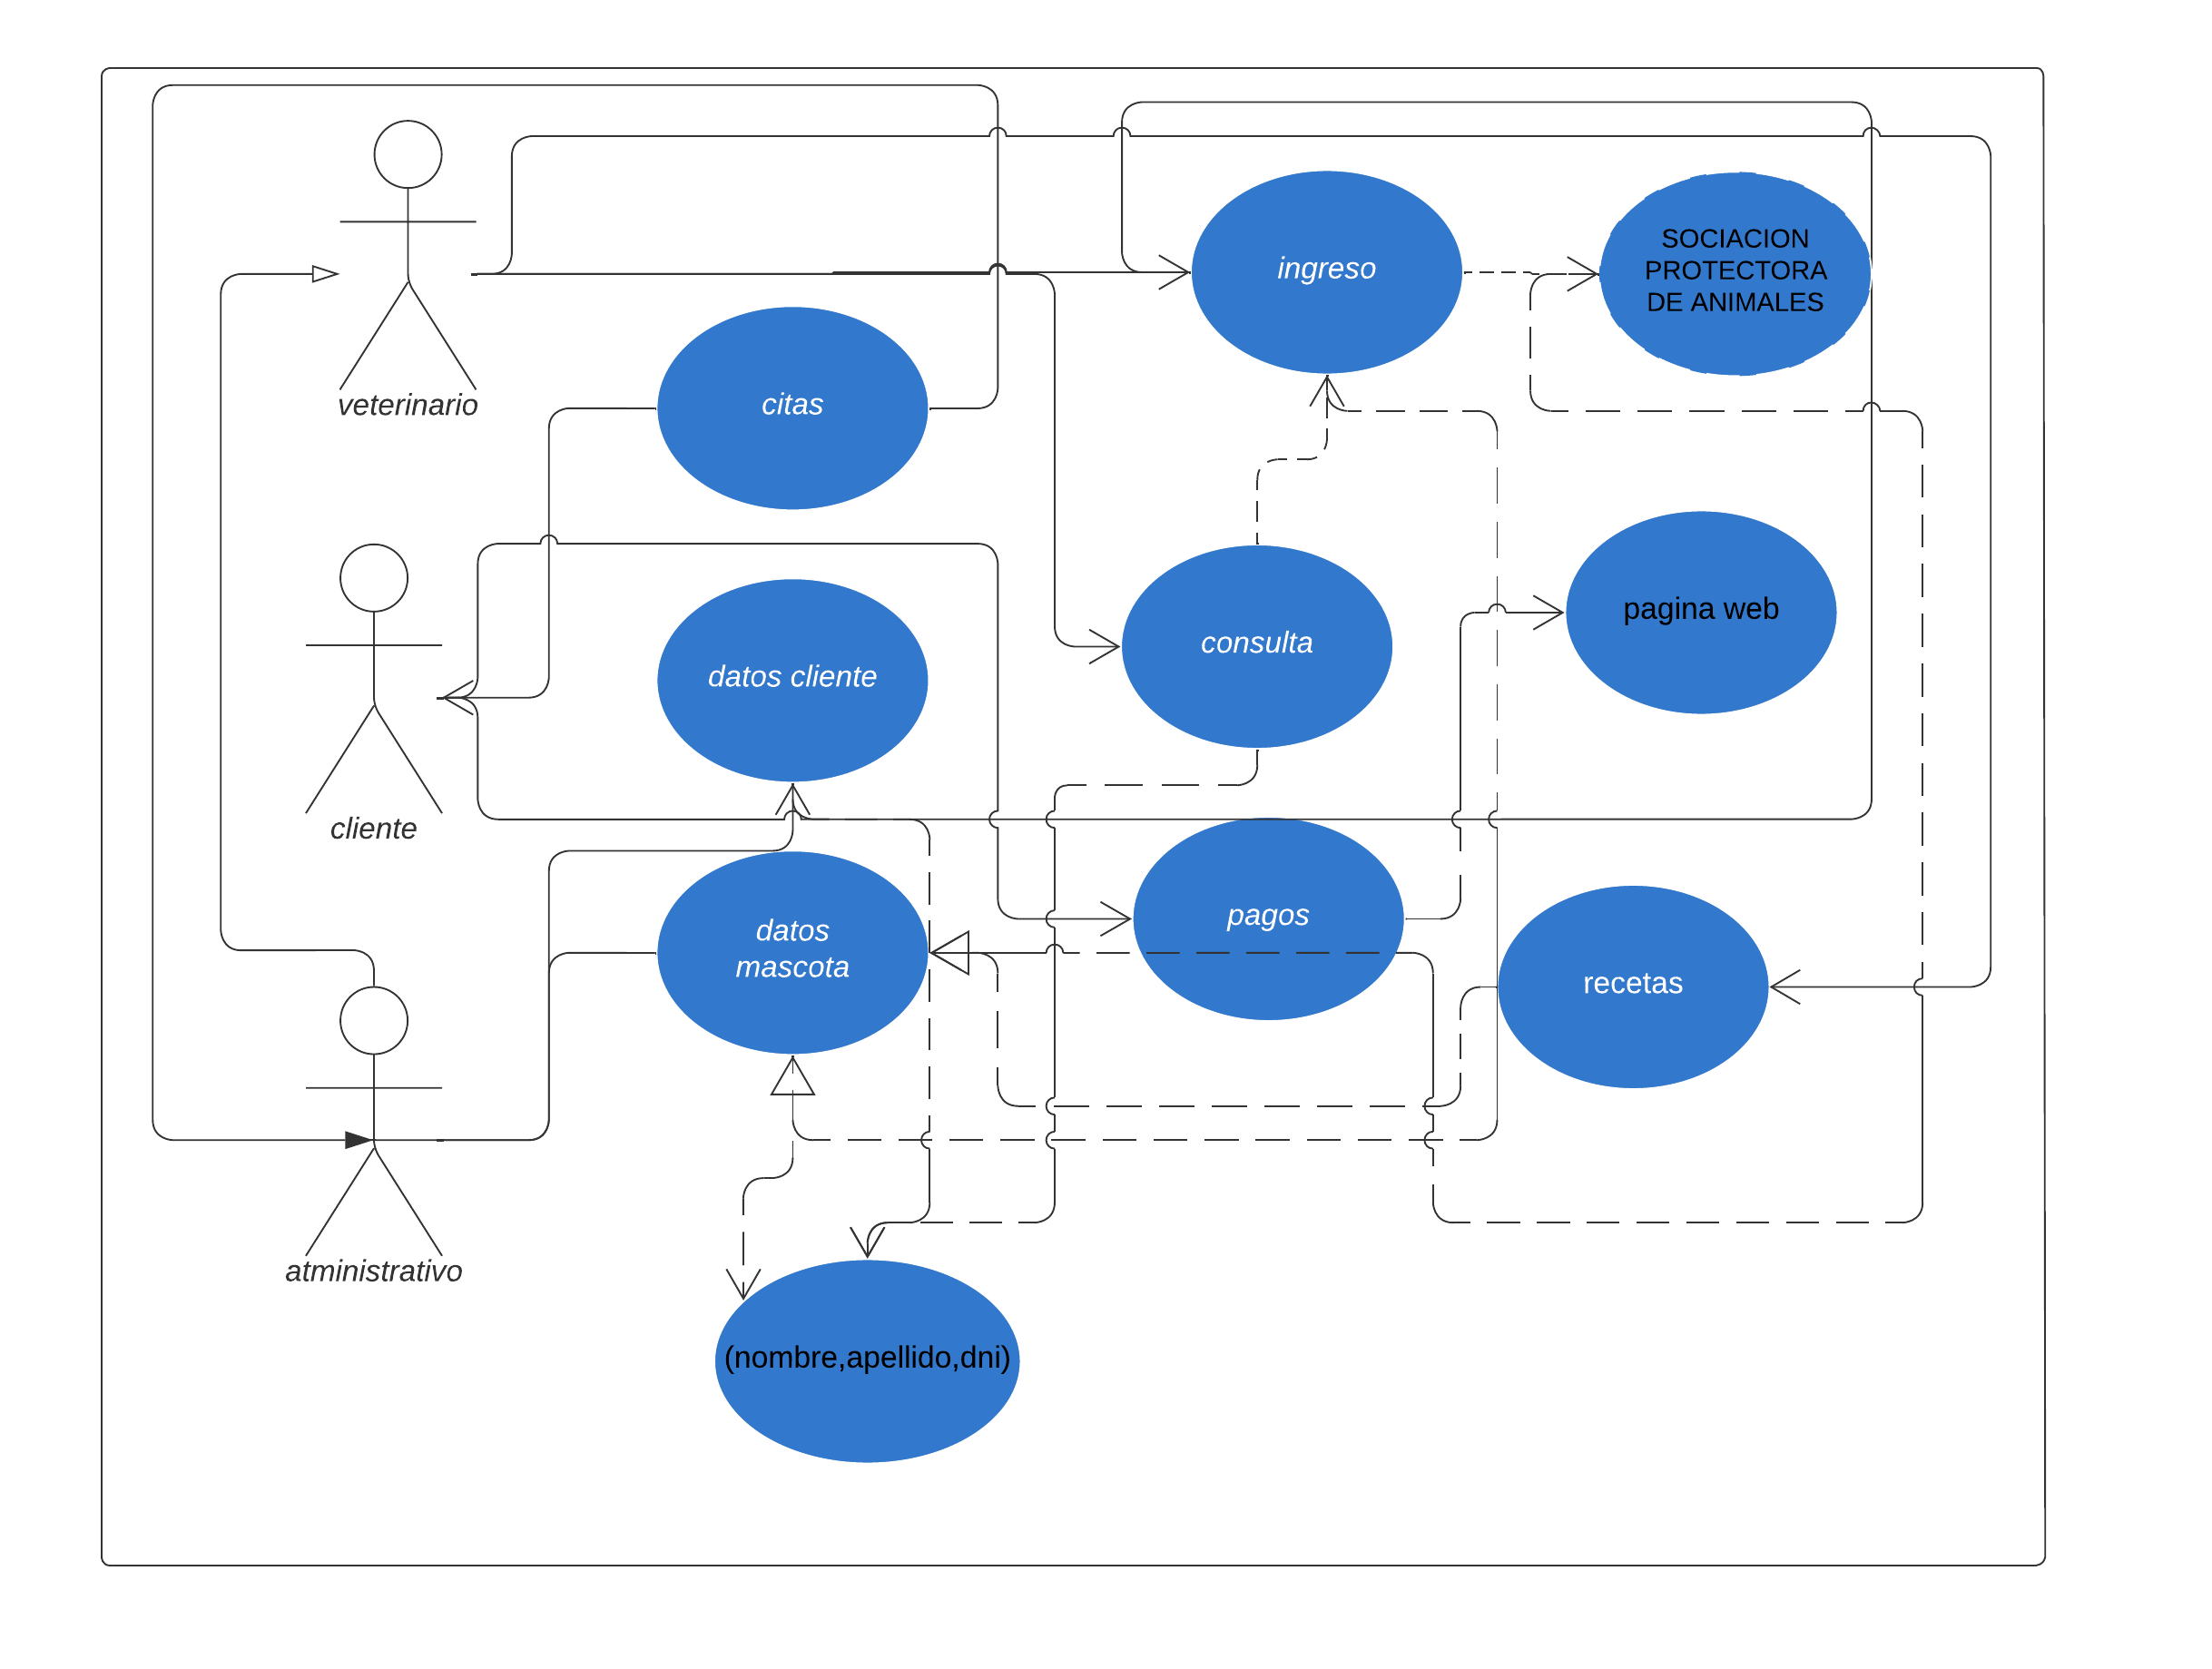 veterinario
citas
ingreso
SOCIACION
PROTECTORA
DE ANIMALES
cliente
datos cliente
consulta
pagina web
datos
mascota
pagos
recetas
atministrativo
(nombre,apellido,dni)